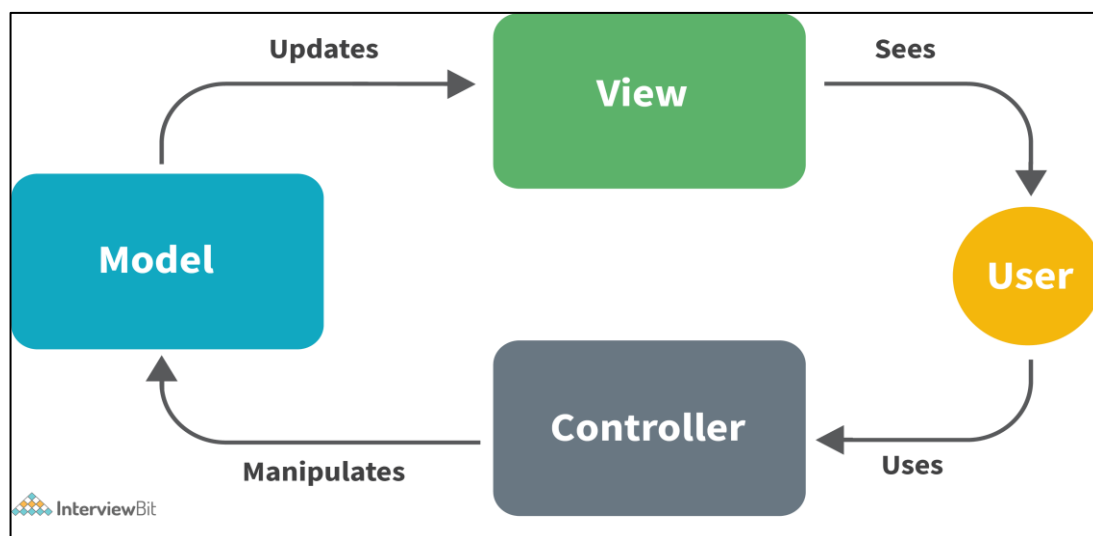 Updates
View
Sees
Model
User
Controller
Manipulates
Uses
InterviewBit